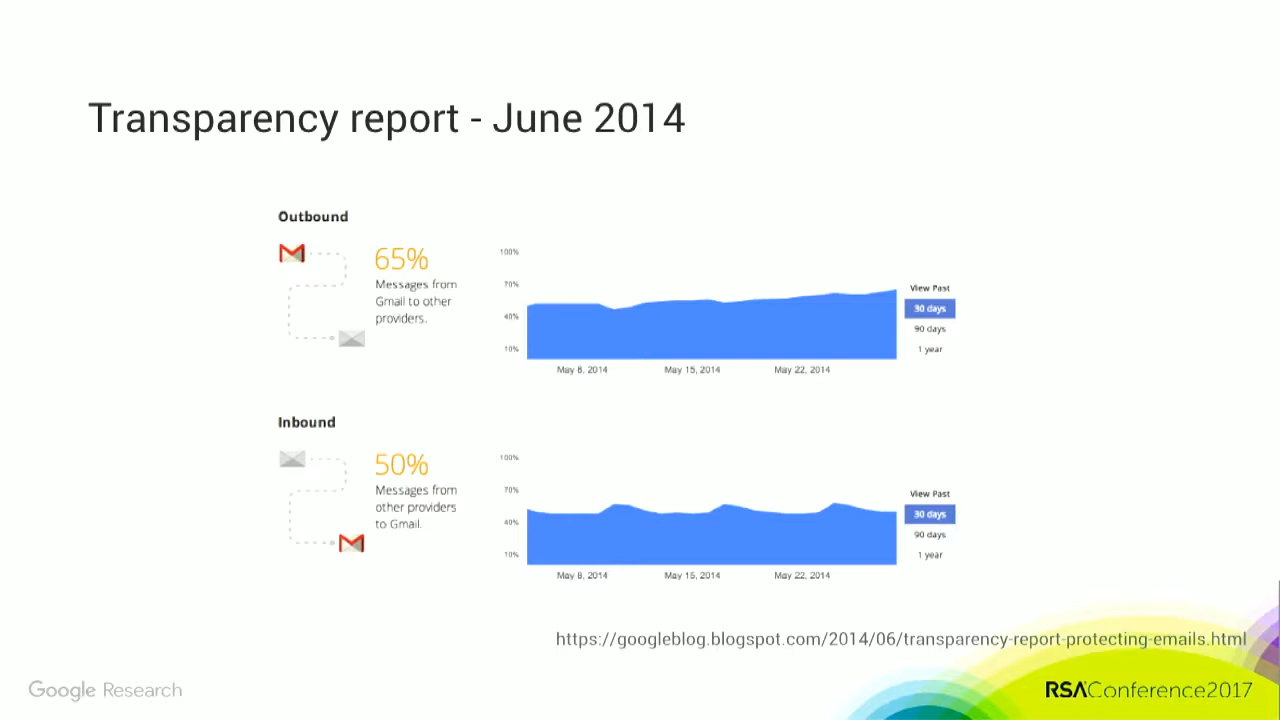 Transparency report - June 2014
Outbound
65%
Messages from
Gmail to other
providers.
100%
70%
40%
10%
May 8, 2014
May 15, 2014
May 22, 2014
View Past
30 days
90 days
1 year
Inbound
50%
Messages from
other providers
to Gmail.
100%
70%
40%
10%
May 8, 2014
May 15, 2014
May 22, 2014
View Past
30 days
90 days
1 year
https://googleblog.blogspot.com/2014/06/transparency-report-protecting-emails.html
Google Research
RSAConference2017